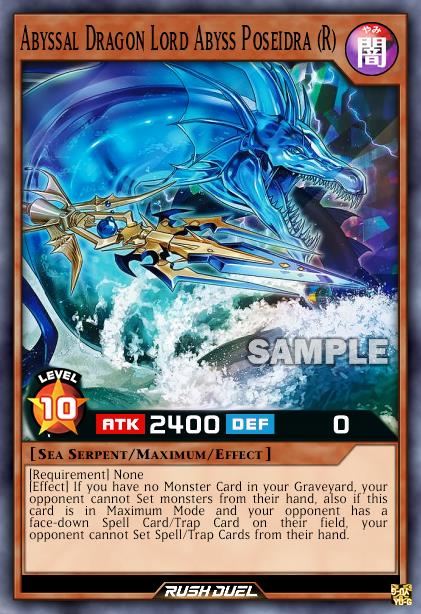 Abyssal Dragon Lord Abyss Poseidra (R)
やみ
闇
SAMPLE
LEVEL
10
ATK 2400 DEF 0
[Sea Serpent/Maximum/Effect]
[Requirement] None
[Effect] If you have no Monster Card in your Graveyard, your
opponent cannot Set monsters from their hand, also if this
card is in Maximum Mode and your opponent has a
face-down Spell Card/Trap Card on their field, your
opponent cannot Set Spell/Trap Cards from their hand.
RUSH DUEL